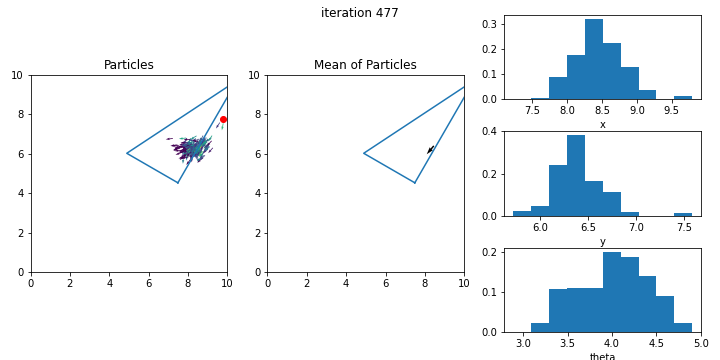 iteration 477
Particles
10
8
6
4
2
0
0 2 4 6 8 10
Mean of Particles
10
8
6
4
2
0
0 2 4 6 8 10
0.3
0.2
0.1
0.0
7.5 8.0 8.5 9.0 9.5
x
0.4
0.2
0.0
6.0 6.5 7.0 7.5
y
0.2
0.1
0.0
3.0 3.5 4.0 4.5 5.0
theta